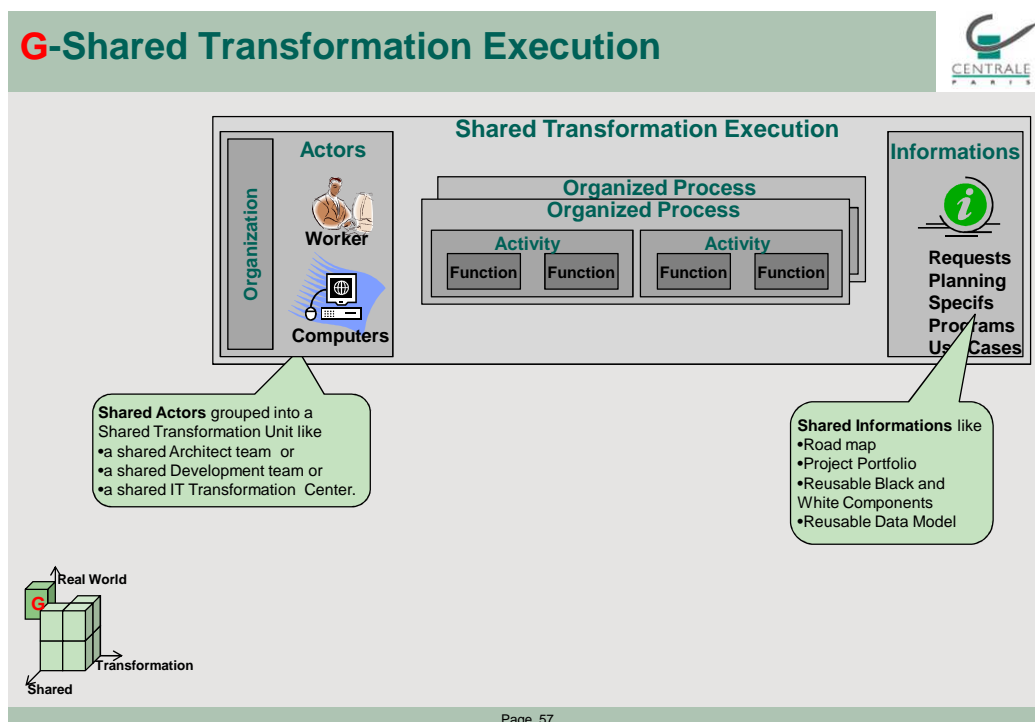 G-Shared Transformation Execution
CENTRALE
PARIS
Shared Transformation Execution
Organization
Actors
Worker
Computers
Organized Process
Organized Process
Activity
Function
Function
Activity
Function
Function
Informations
Requests
Planning
Specifs
Programs
Use Cases
Shared Actors grouped into a
Shared Transformation Unit like
•a shared Architect team or
•a shared Development team or
•a shared IT Transformation Center.
Shared Informations like
•Road map
•Project Portfolio
•Reusable Black and
White Components
•Reusable Data Model
Real World
G
Transformation
Shared
Page 57